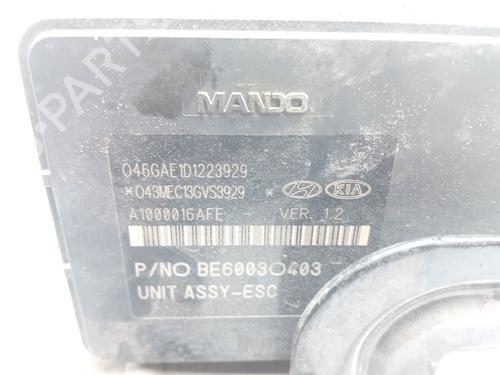 MANDO
046GAE1D1223929
*043MEC13GVS3929 * KIA
A1000016AFE VER. 1.2
P/NO BE60030403
UNIT ASSY-ESC